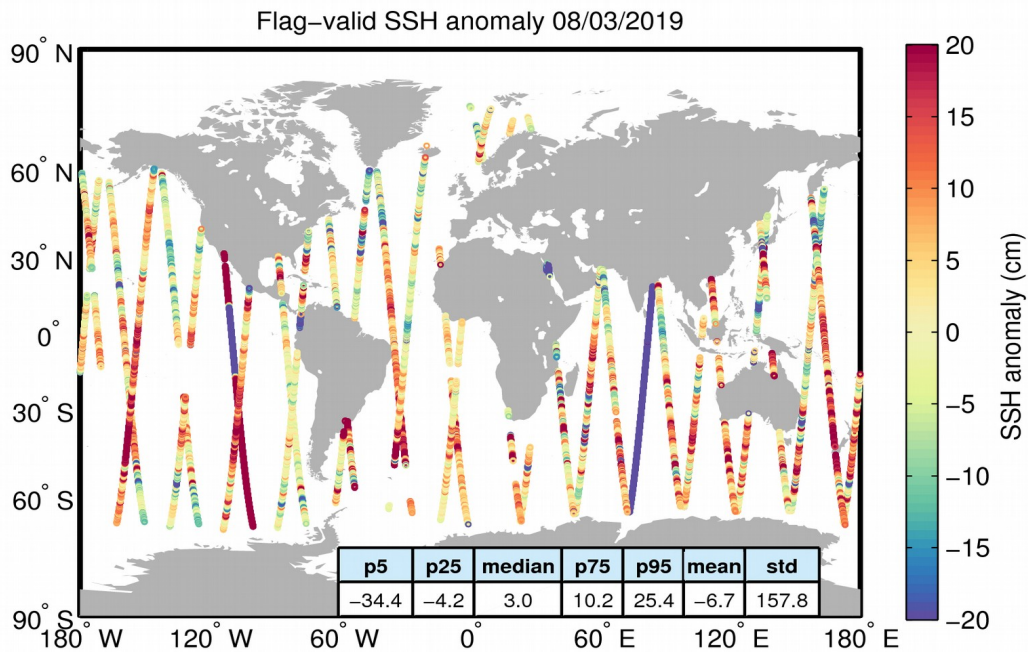 Flag−valid SSH anomaly 08/03/2019
90° N
60° N
30° N
0°
30° S
60° S
90° S
180° W 120° W 60° W 0° 60° E 120° E 180° E
p5 p25 median p75 p95 mean std
−34.4 −4.2 3.0 10.2 25.4 −6.7 157.8
20
15
10
5
0
−5
−10
−15
−20
SSH anomaly (cm)